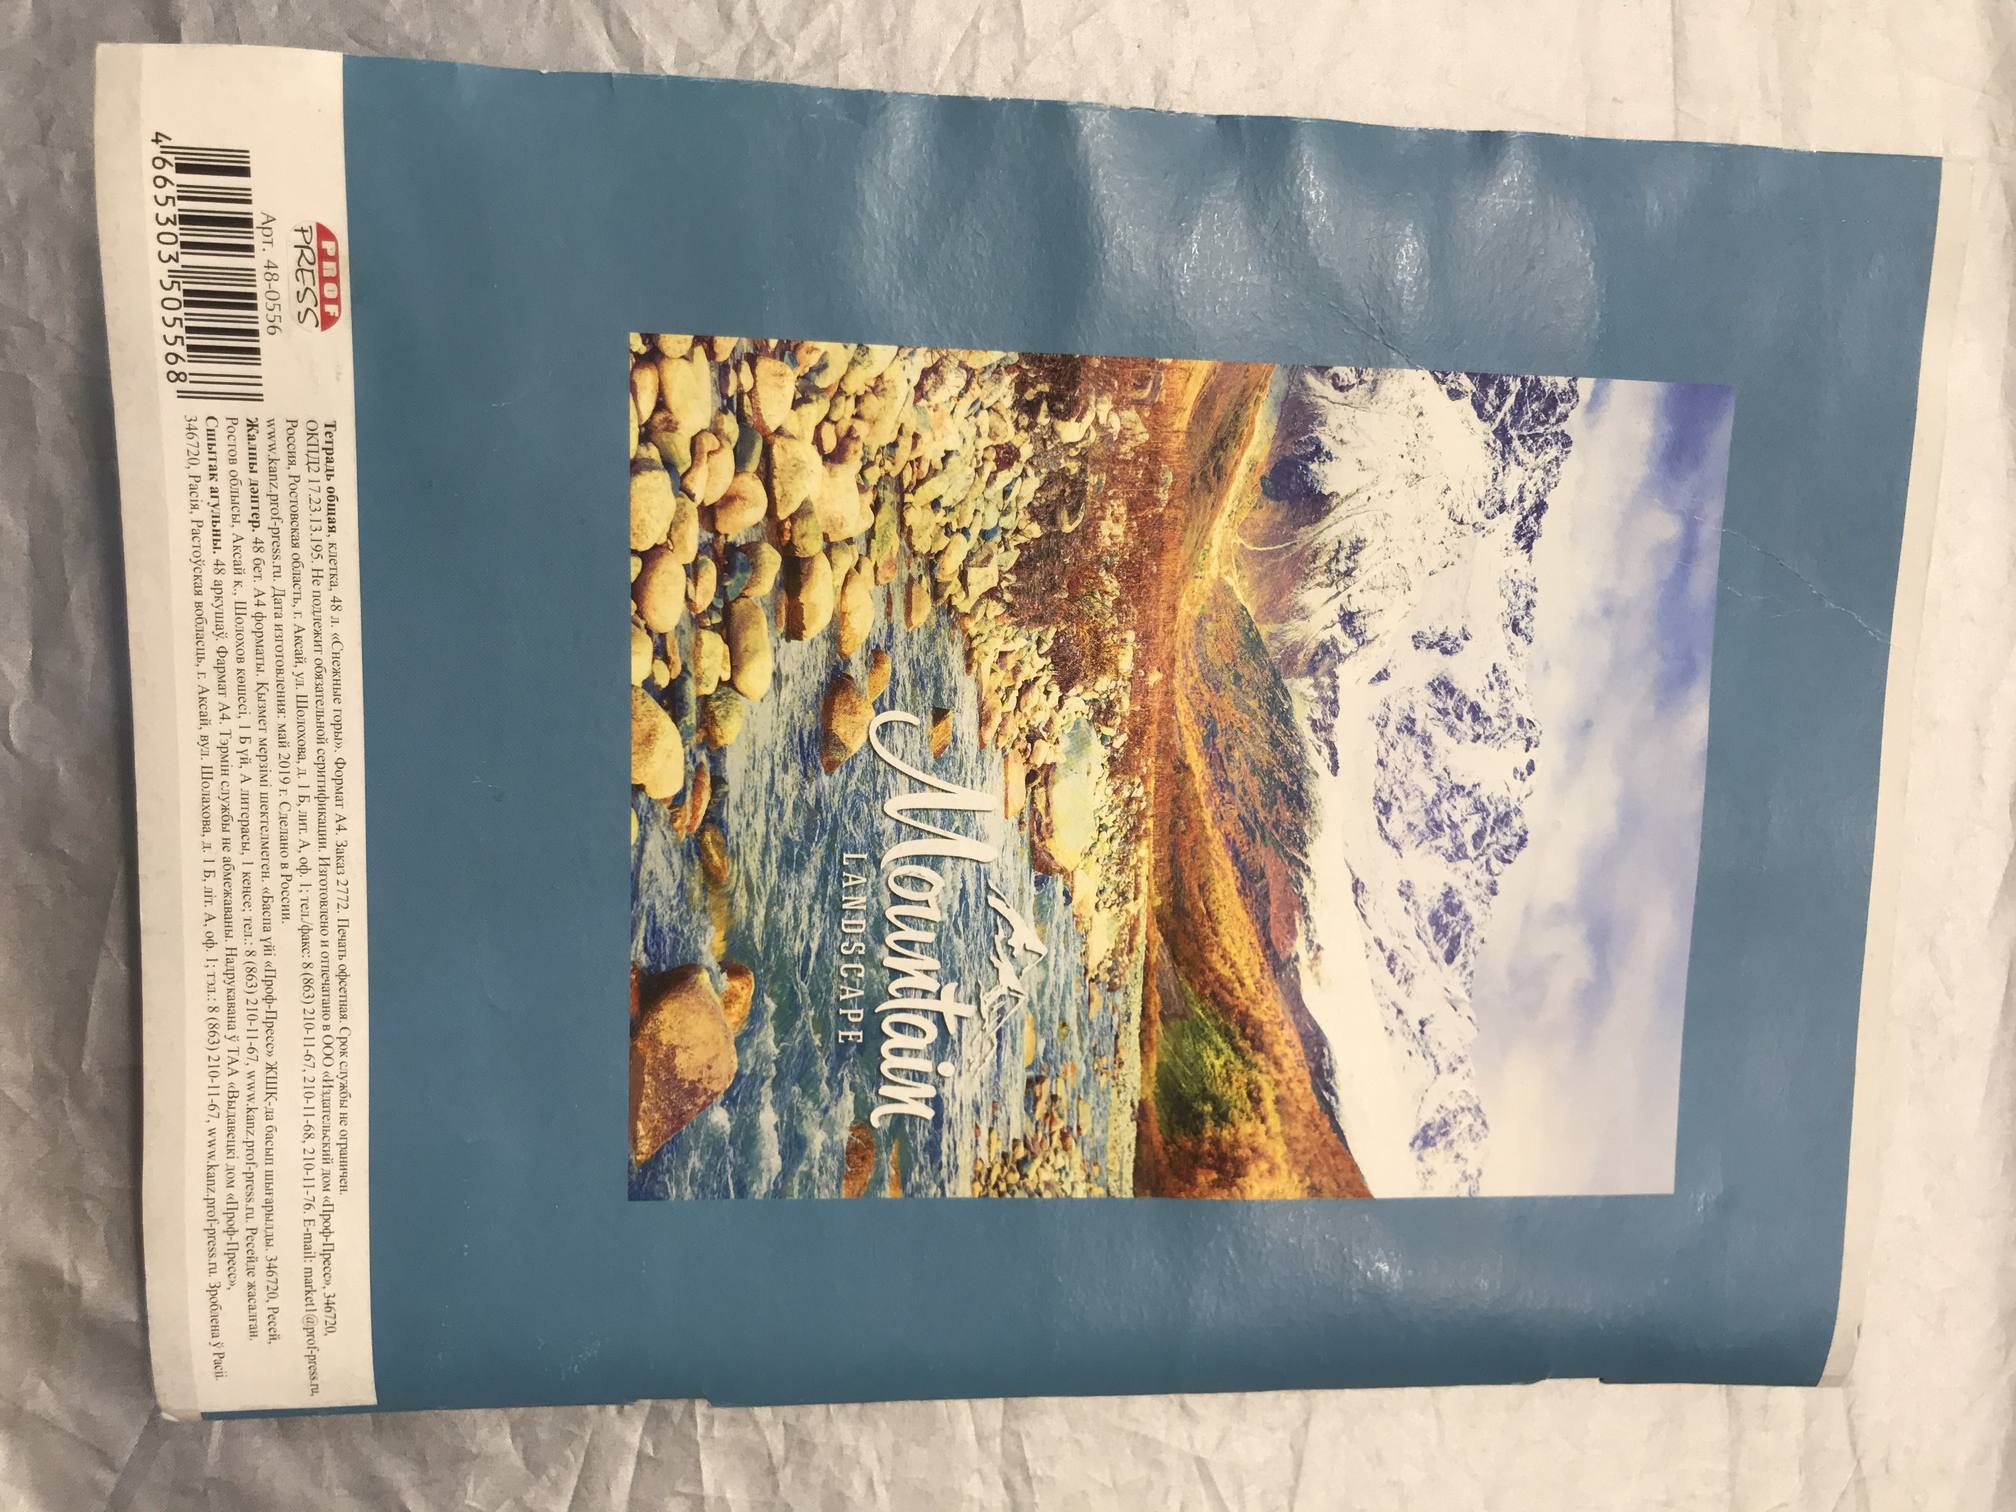 Mountain
LANDSCAPE
PROF
PRESS
Арт. 48-0556
4 665303 505568
Тетрадь общая, клетка, 48 л. «Снежные горы». Формат А4. Заказ 2772. Печать офсетная. Срок службы не ограничен.
ОКПД2 17.23.13.195. Не подлежит обязательной сертификации. Изготовлено и отпечатано в ООО «Издательский дом «Проф-Пресс», 346720,
Россия, Ростовская область, г. Аксай, ул. Шолохова, д. 1 Б, лит. А, оф. 1; тел./факс: 8 (863) 210-11-67, 210-11-68, 210-11-76. E-mail: market1@prof-press.ru,
www.kanz.prof-press.ru. Дата изготовления: май 2019 г. Сделано в России.
Жалпы дәптер. 48 бет. А4 форматы. Қызмет мерзімі шектелмеген. «Баспа үйі «Проф-Пресс» ЖШҚ-да басып шығарылды. 346720, Ресей,
Ростов облысы, Аксай қ., Шолохов көшесі, 1 Б үй, А литерасы, 1 кеңсе; тел.: 8 (863) 210-11-67, www.kanz.prof-press.ru. Ресейде жасалған.
Сшытак агульны. 48 аркушаў. Фармат А4. Тэрмін службы не абмежаваны. Надрукавана ў ТАА «Выдавецкі дом «Проф-Пресс»,
346720, Расія, Растоўская вобласць, г. Аксай, вул. Шолахова, д. 1 Б, літ. А, оф. 1; тэл.: 8 (863) 210-11-67, www.kanz.prof-press.ru. Зроблена ў Расіі.